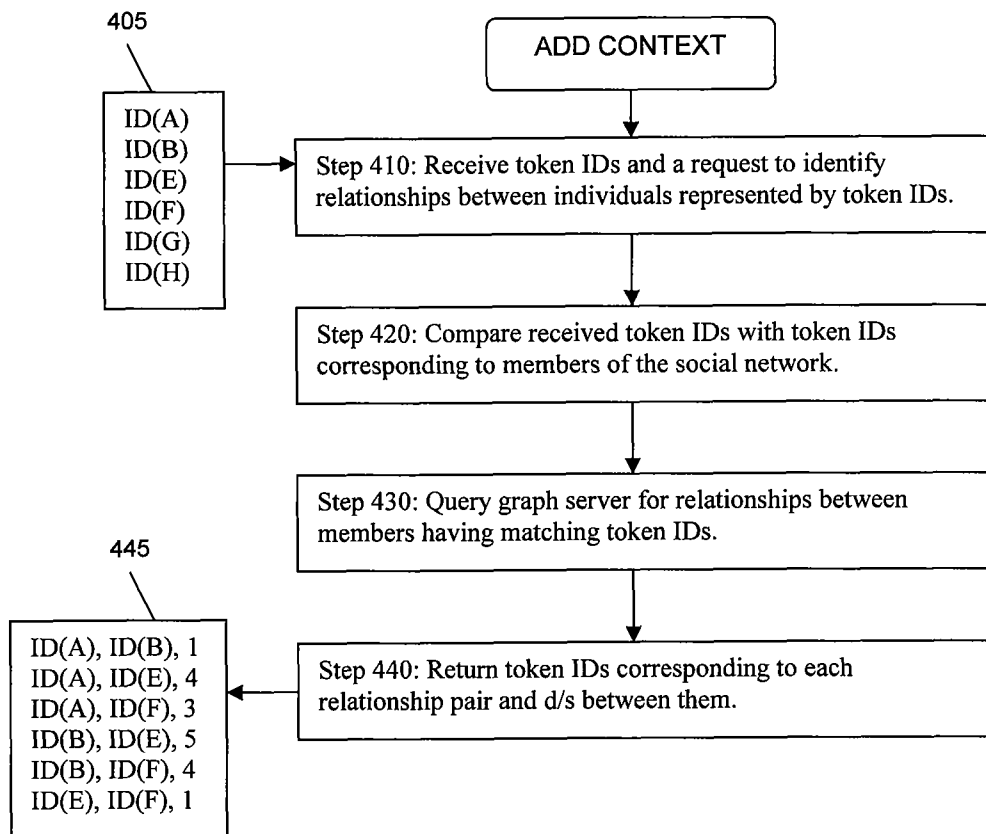 405
ADD CONTEXT
ID(A)
ID(B)
ID(E)
ID(F)
ID(G)
ID(H)
Step 410: Receive token IDs and a request to identify
relationships between individuals represented by token IDs.
Step 420: Compare received token IDs with token IDs
corresponding to members of the social network.
Step 430: Query graph server for relationships between
members having matching token IDs.
445
ID(A), ID(B), 1
ID(A), ID(E), 4
ID(A), ID(F), 3
ID(B), ID(E), 5
ID(B), ID(F), 4
ID(E), ID(F), 1
Step 440: Return token IDs corresponding to each
relationship pair and d/s between them.